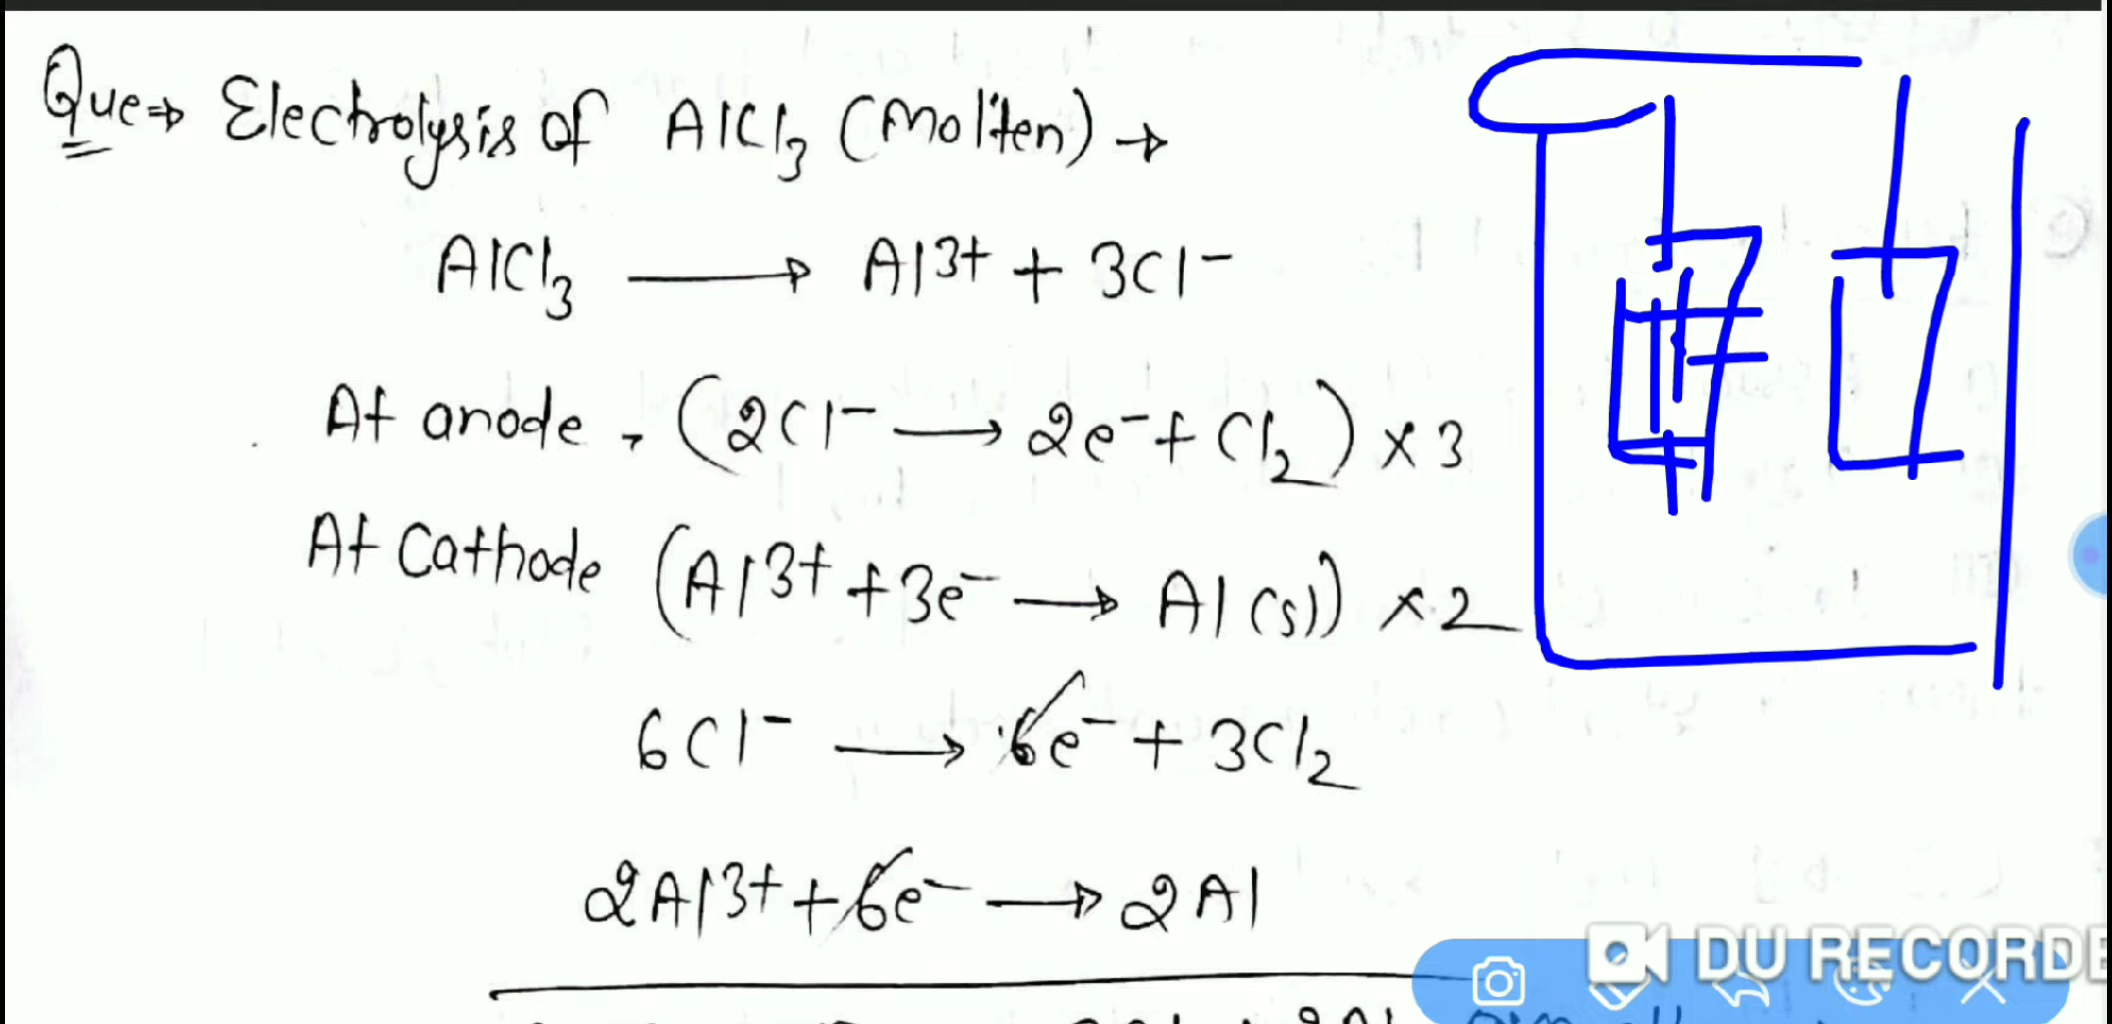 Que⇒ Electrolysis of AlCl₃ (Molten) →
AlCl₃ ⟶ Al³⁺ + 3Cl⁻
At anode, (2Cl⁻ ⟶ 2e⁻ + Cl₂) × 3
At Cathode (Al³⁺ + 3e⁻ ⟶ Al(s)) × 2
6Cl⁻ ⟶ 6e⁻ + 3Cl₂
2Al³⁺ + 6e⁻ ⟶ 2Al
DU RECORDE